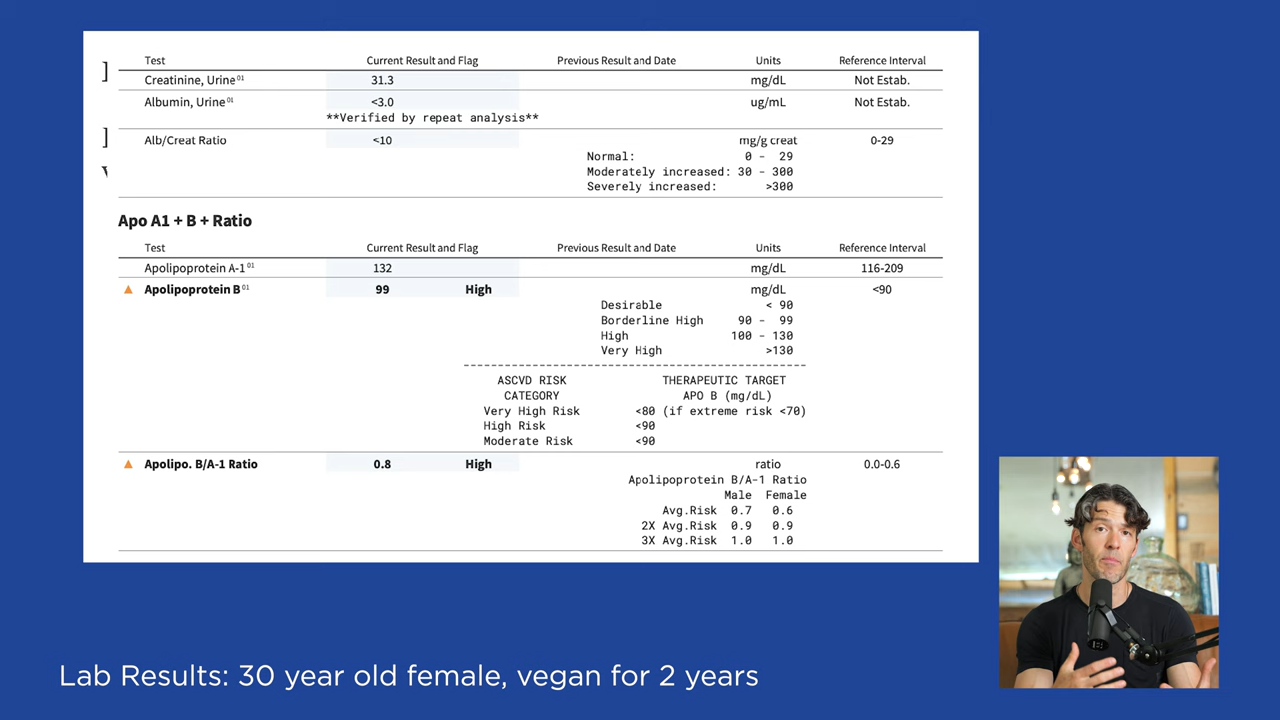 Test Current Result and Flag Previous Result and Date Units Reference Interval
Creatinine, Urine 01 31.3 mg/dL Not Estab.
Albumin, Urine 01 <3.0 ug/mL Not Estab.
**Verified by repeat analysis**
Alb/Creat Ratio <10 mg/g creat 0-29
Normal: 0 - 29
Moderately increased: 30 - 300
Severely increased: >300
Apo A1 + B + Ratio
Test Current Result and Flag Previous Result and Date Units Reference Interval
Apolipoprotein A-1 01 132 mg/dL 116-209
Apolipoprotein B 01 99 High mg/dL <90
Desirable < 90
Borderline High 90 - 99
High 100 - 130
Very High >130
ASCVD RISK THERAPEUTIC TARGET
CATEGORY APO B (mg/dL)
Very High Risk <80 (if extreme risk <70)
High Risk <90
Moderate Risk <90
Apolipo. B/A-1 Ratio 0.8 High ratio 0.0-0.6
Apolipoprotein B/A-1 Ratio
Male Female
Avg.Risk 0.7 0.6
2X Avg.Risk 0.9 0.9
3X Avg.Risk 1.0 1.0
Lab Results: 30 year old female, vegan for 2 years